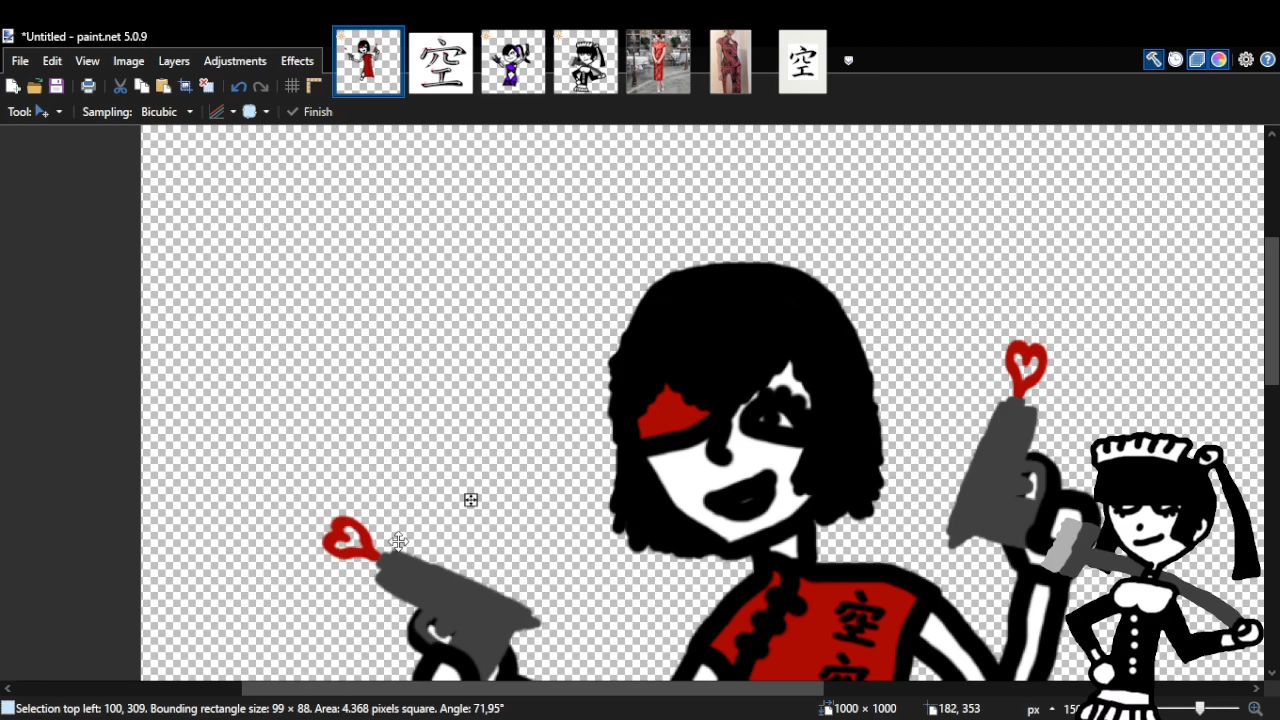 *Untitled - paint.net 5.0.9
空
空
File Edit View Image Layers Adjustments Effects
Tool: Sampling: Bicubic Finish
空
空
Selection top left: 100, 309. Bounding rectangle size: 99 × 88. Area: 4.368 pixels square. Angle: 71,95° 1000 × 1000 182, 353 px